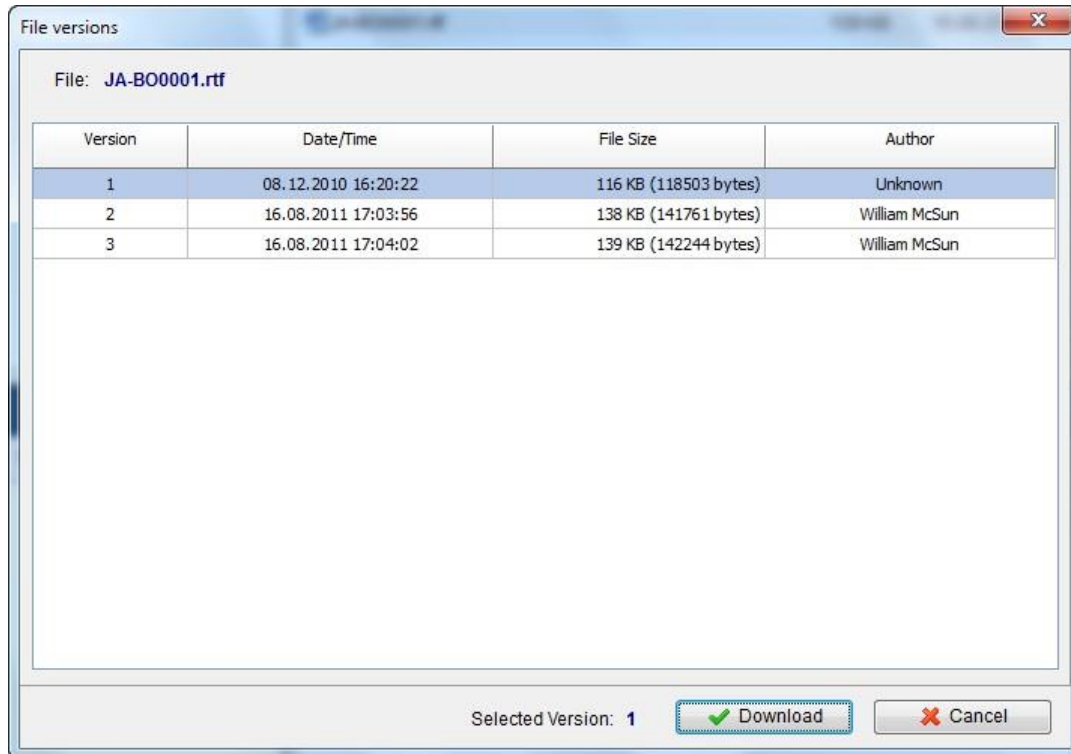 File versions
File: JA-BO0001.rtf
Version Date/Time File Size Author
1 08.12.2010 16:20:22 116 KB (118503 bytes) Unknown
2 16.08.2011 17:03:56 138 KB (141761 bytes) William McSun
3 16.08.2011 17:04:02 139 KB (142244 bytes) William McSun
Selected Version: 1 Download Cancel